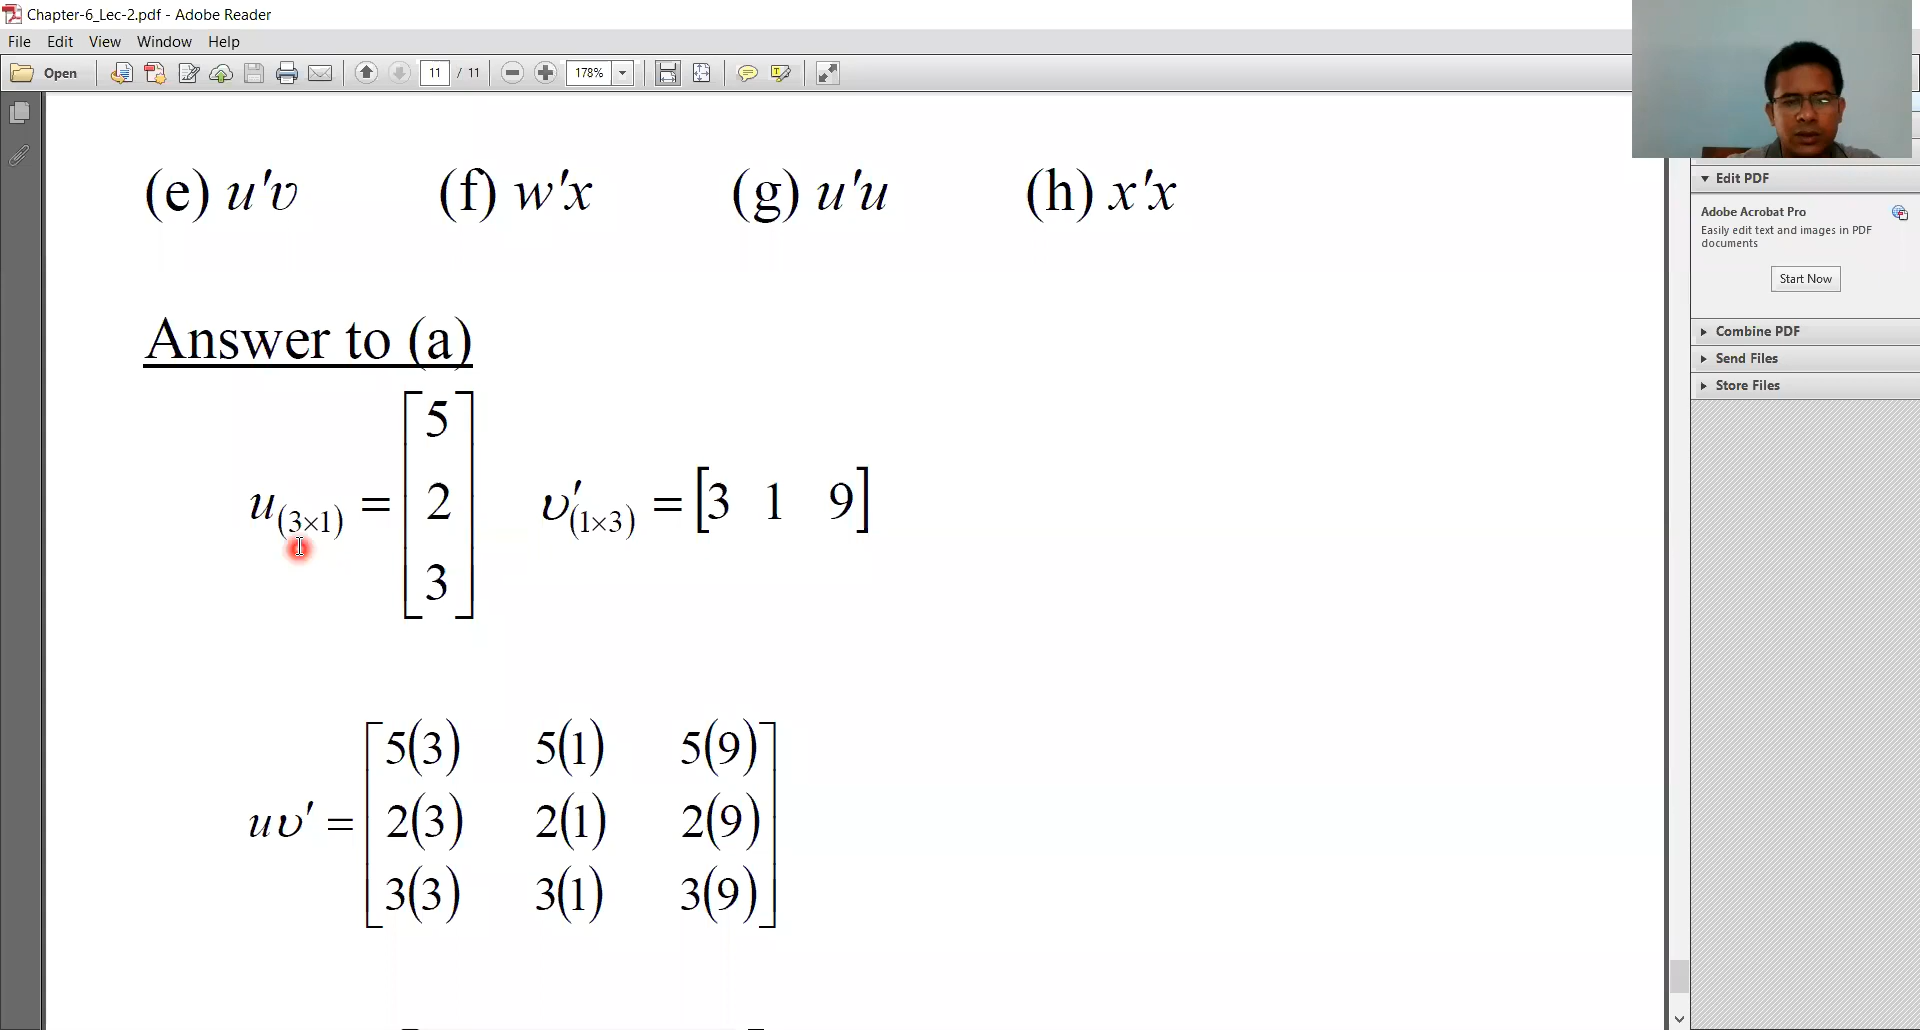 Chapter-6_Lec-2.pdf - Adobe Reader
File Edit View Window Help
Open 11 / 11 178%
Edit PDF
Adobe Acrobat Pro
Easily edit text and images in PDF
documents
Start Now
Combine PDF
Send Files
Store Files
(e) u′υ (f) w′x (g) u′u (h) x′x
Answer to (a)
5
u(3×1) = 2 υ′(1×3) = [3 1 9]
3
5(3) 5(1) 5(9)
uυ′ = 2(3) 2(1) 2(9)
3(3) 3(1) 3(9)